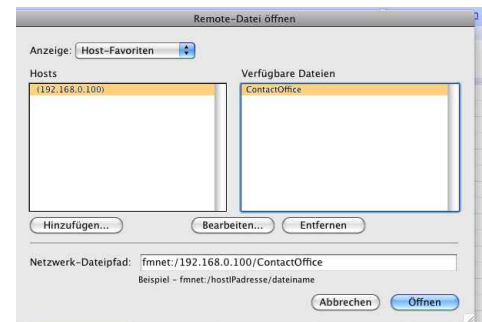 Remote-Datei öffnen
Anzeige: Host-Favoriten
Hosts
Verfügbare Dateien
(192.168.0.100)
ContactOffice
Hinzufügen...
Bearbeiten...
Entfernen
Netzwerk-Dateipfad: fmnet:/192.168.0.100/ContactOffice
Beispiel – fmnet:/hostIPadresse/dateiname
Abbrechen
Öffnen